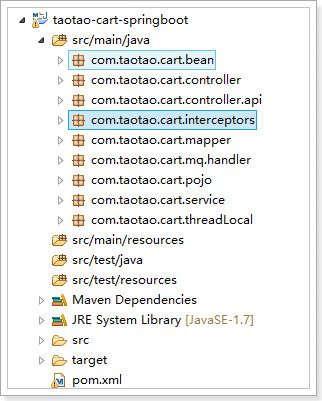 taotao-cart-springboot
src/main/java
com.taotao.cart.bean
com.taotao.cart.controller
com.taotao.cart.controller.api
com.taotao.cart.interceptors
com.taotao.cart.mapper
com.taotao.cart.mq.handler
com.taotao.cart.pojo
com.taotao.cart.service
com.taotao.cart.threadLocal
src/main/resources
src/test/java
src/test/resources
Maven Dependencies
JRE System Library [JavaSE-1.7]
src
target
pom.xml